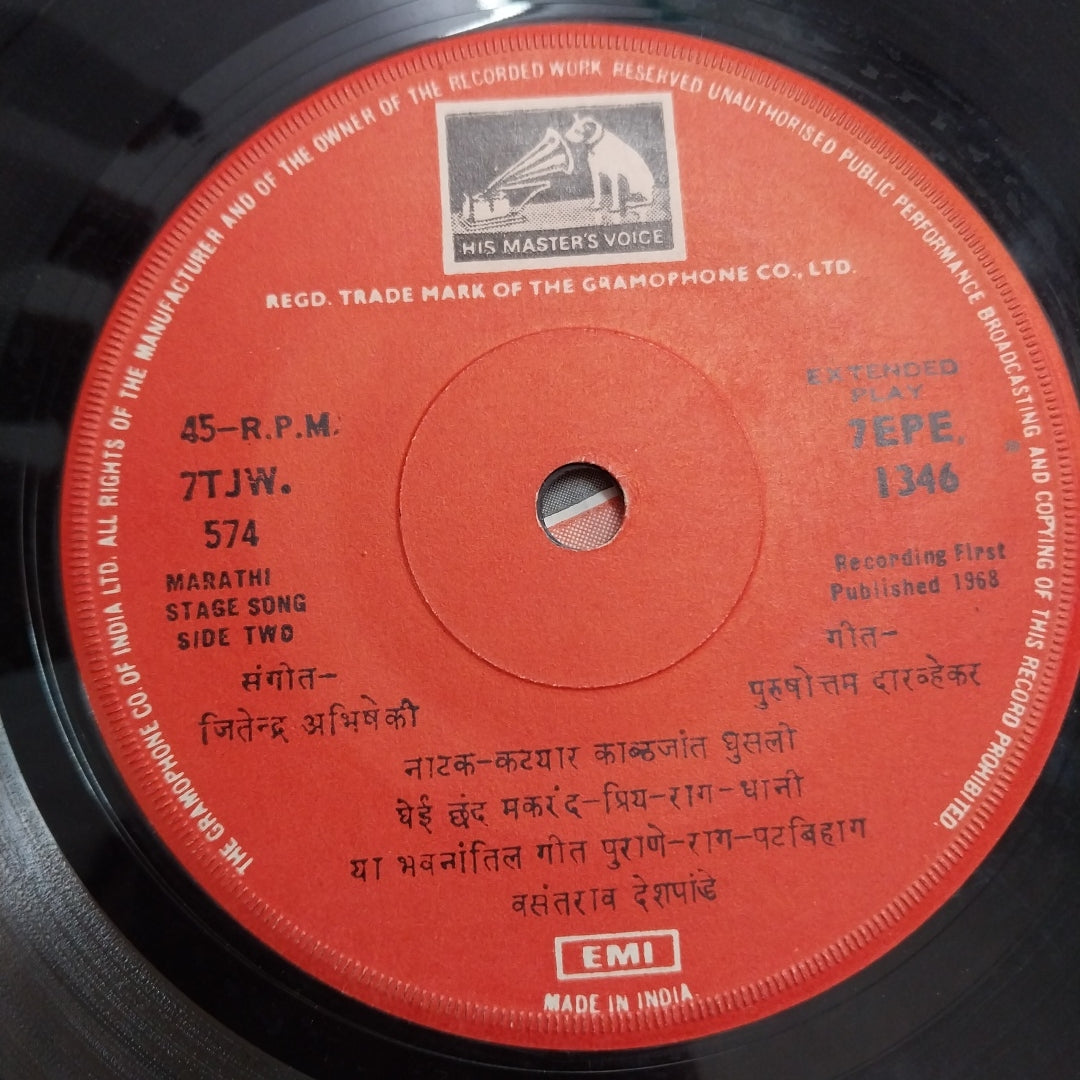 THE GRAMOPHONE CO. OF INDIA LTD. ALL RIGHTS OF THE MANUFACTURER AND OF THE OWNER OF THE RECORDED WORK RESERVED UNAUTHORISED PUBLIC PERFORMANCE BROADCASTING AND COPYING OF THIS RECORD PROHIBITED.
HIS MASTER'S VOICE
REGD. TRADE MARK OF THE GRAMOPHONE CO., LTD.
EXTENDED
PLAY
45-R.P.M.
7EPE.
7TJW.
1346
574
Recording First
Published 1968
MARATHI
STAGE SONG
SIDE TWO
गीत-
पुरुषोत्तम दारव्हेकर
संगीत-
जितेन्द्र अभिषेकी
नाटक-कटयार काळजांत घुसली
घेई छंद मकरंद-प्रिय-राग-धानी
या भवनांतिल गीत पुराणे-राग-पटबिहाग
वसंतराव देशपांडे
EMI
MADE IN INDIA